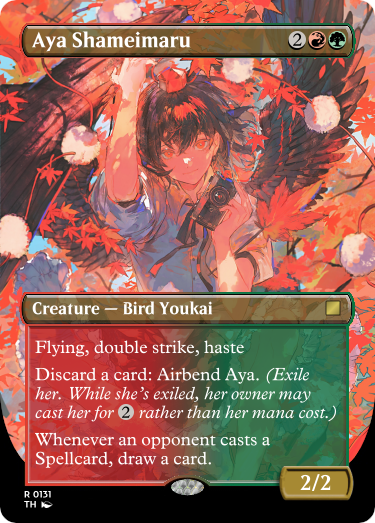 Aya Shameimaru 2
Creature — Bird Youkai
Flying, double strike, haste
Discard a card: Airbend Aya. (Exile
her. While she's exiled, her owner may
cast her for 2 rather than her mana cost.)
Whenever an opponent casts a
Spellcard, draw a card.
2/2
R 0131
TH